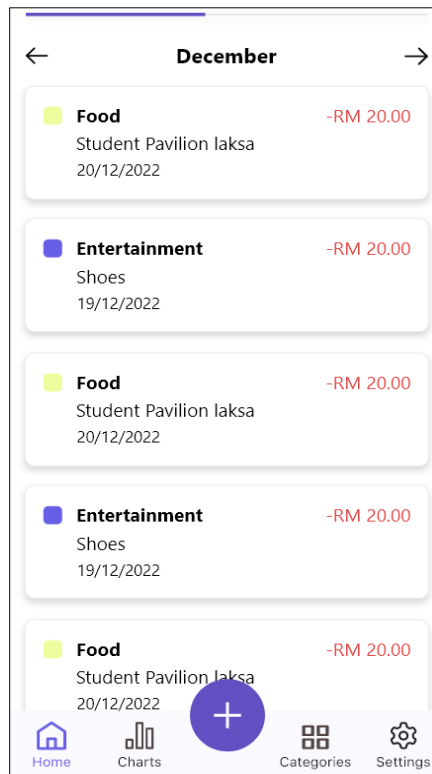 December
Food -RM 20.00
Student Pavilion laksa
20/12/2022
Entertainment -RM 20.00
Shoes
19/12/2022
Food -RM 20.00
Student Pavilion laksa
20/12/2022
Entertainment -RM 20.00
Shoes
19/12/2022
Food -RM 20.00
Student Pavilion laksa
20/12/2022
Home Charts Categories Settings